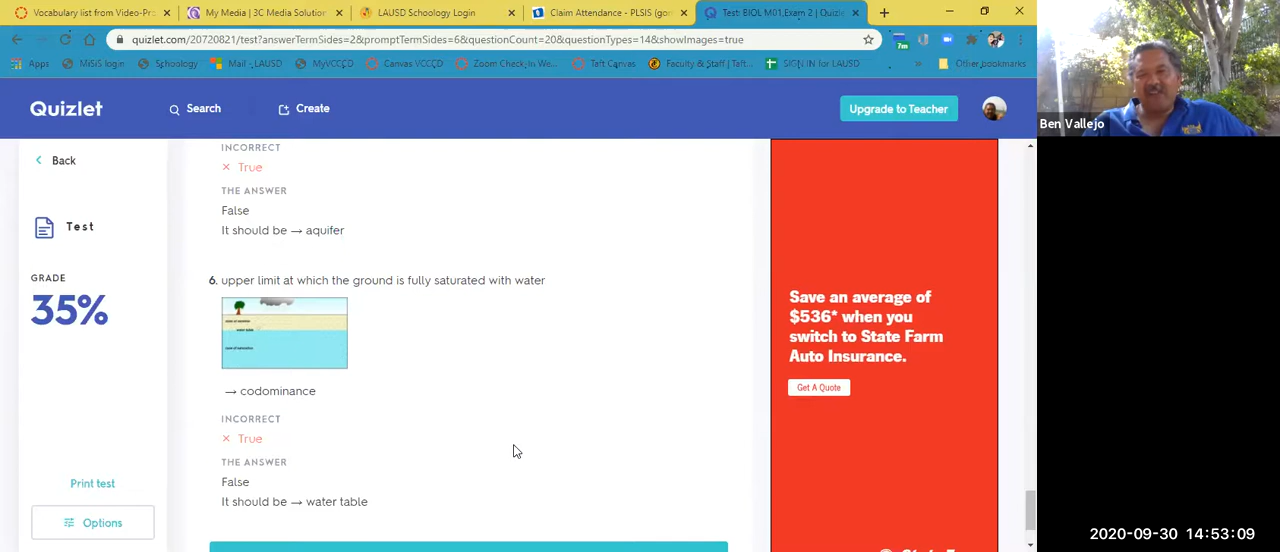 Vocabulary list from Video-Pr
My Media | 3C Media Solution
LAUSD Schoology Login
Claim Attendance - PLSIS (gor
Test: BIOL M01,Exam 2 | Quizle
quizlet.com/20720821/test?answerTermSides=2&promptTermSides=6&questionCount=20&questionTypes=14&showImages=true
7m
Apps
MiSiS login
Schoology
Mail - LAUSD
MyVCCCD
Canvas VCCCD
Zoom Check,in We...
Taft Canvas
Faculty & Staff | Taft...
SIGN IN for LAUSD
»
Other bookmarks
Quizlet
Search
Create
Upgrade to Teacher
Ben Vallejo
Back
Test
GRADE
35%
Print test
Options
INCORRECT
× True
THE ANSWER
False
It should be → aquifer
6. upper limit at which the ground is fully saturated with water
water table
→ codominance
INCORRECT
× True
THE ANSWER
False
It should be → water table
Save an average of
$536* when you
switch to State Farm
Auto Insurance.
Get A Quote
2020-09-30 14:53:09